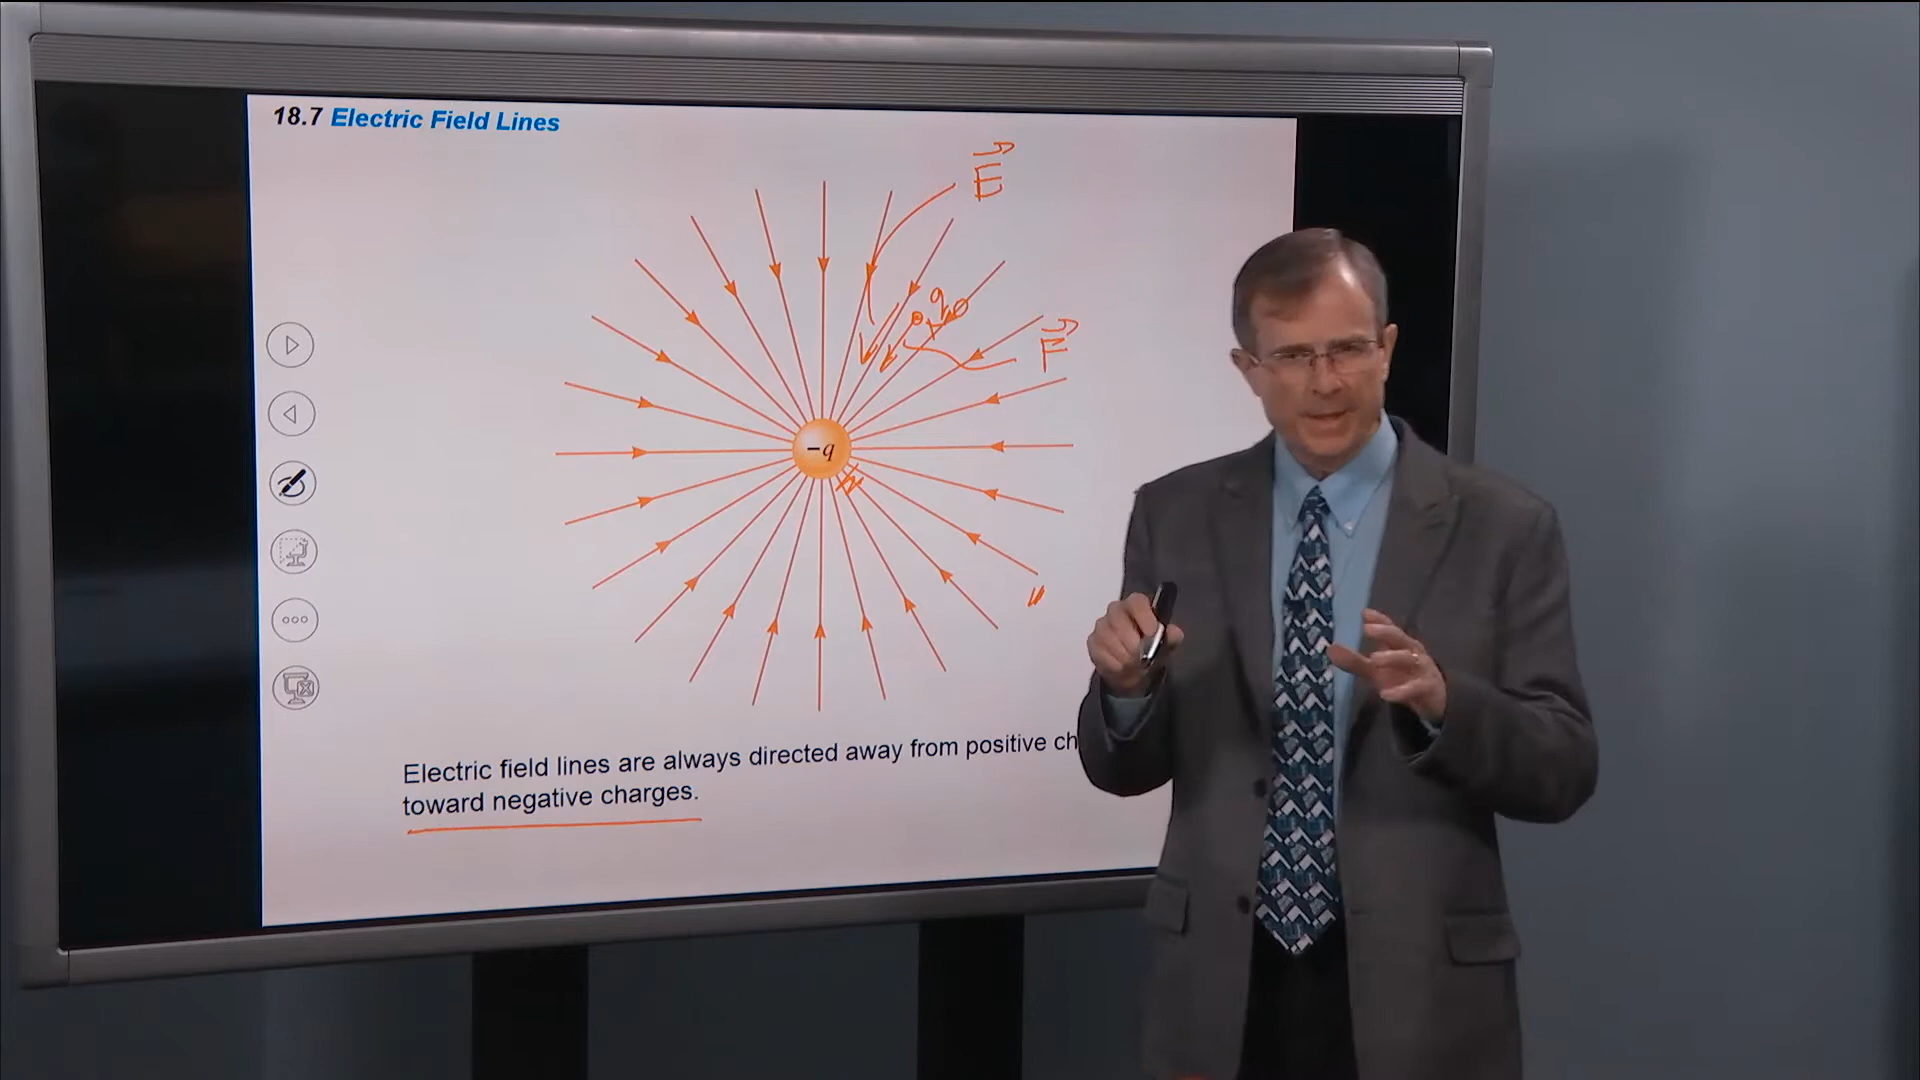 18.7 Electric Field Lines
E
q
F
-q
Electric field lines are always directed away from positive ch
toward negative charges.